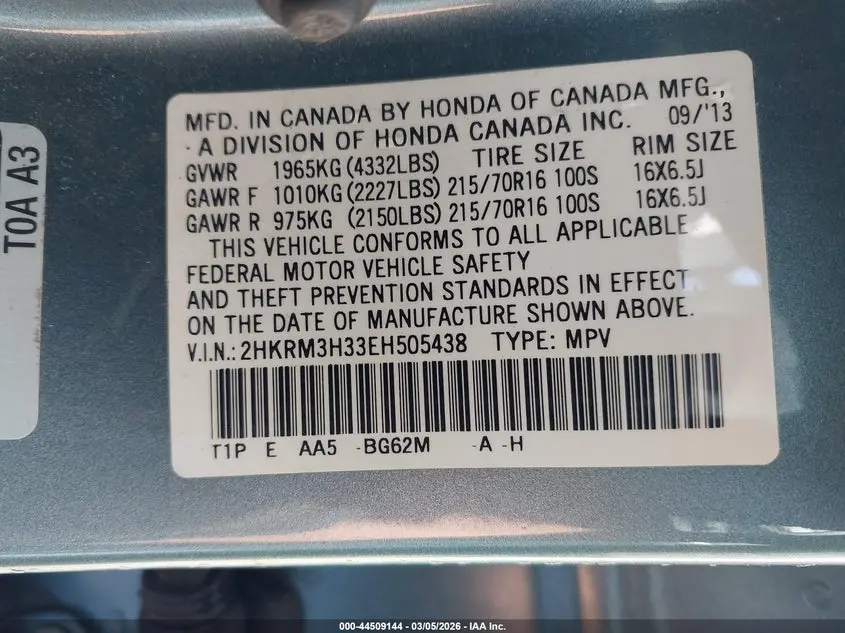 TOA A3
MFD. IN CANADA BY HONDA OF CANADA MFG.,
A DIVISION OF HONDA CANADA INC. 09/'13
GVWR 1965KG(4332LBS) TIRE SIZE RIM SIZE
GAWR F 1010KG(2227LBS) 215/70R16 100S 16X6.5J
GAWR R 975KG (2150LBS) 215/70R16 100S 16X6.5J
THIS VEHICLE CONFORMS TO ALL APPLICABLE
FEDERAL MOTOR VEHICLE SAFETY
AND THEFT PREVENTION STANDARDS IN EFFECT
ON THE DATE OF MANUFACTURE SHOWN ABOVE.
V.I.N.: 2HKRM3H33EH505438 TYPE: MPV
T1P E AA5 -BG62M -A -H
000-44509144 - 03/05/2026 - IAA Inc.